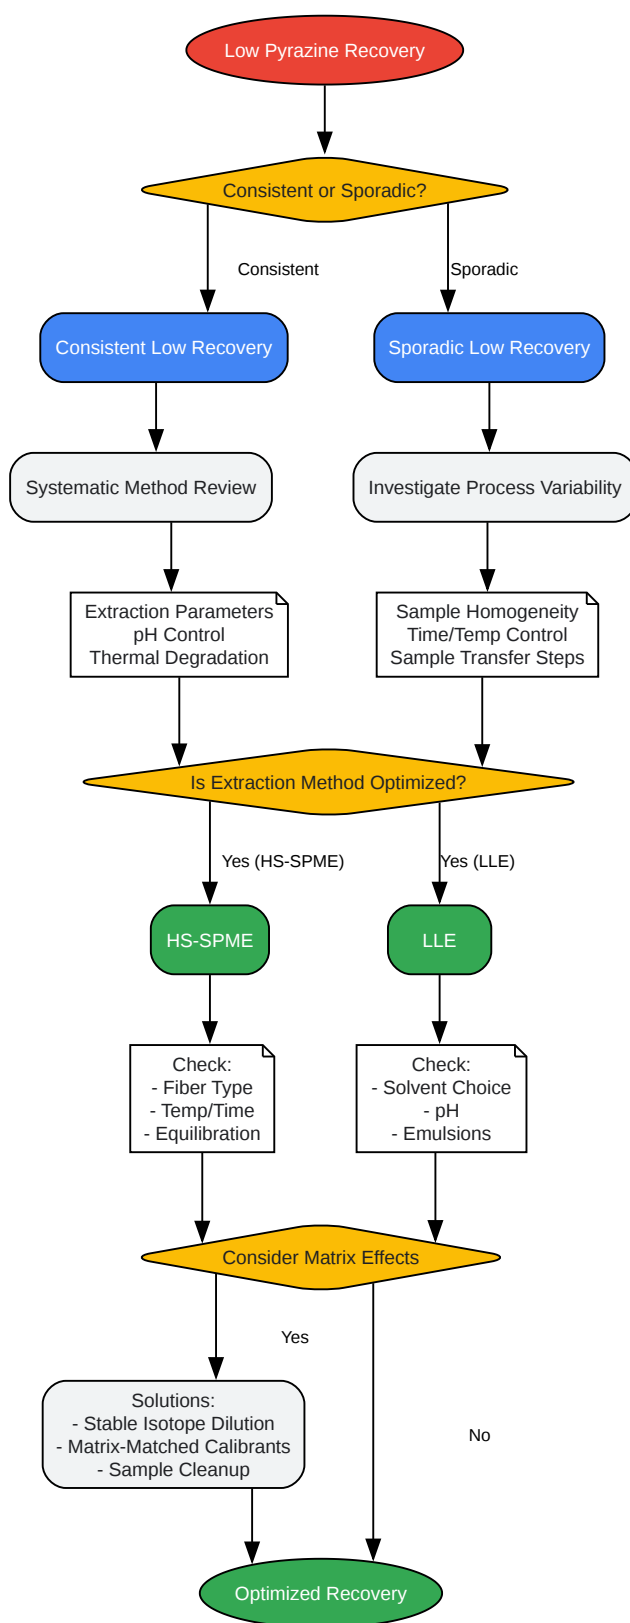 Low Pyrazine Recovery
Consistent or Sporadic?
Consistent
Sporadic
Consistent Low Recovery
Sporadic Low Recovery
Systematic Method Review
Investigate Process Variability
Extraction Parameters
pH Control
Thermal Degradation
Sample Homogeneity
Time/Temp Control
Sample Transfer Steps
Is Extraction Method Optimized?
Yes (HS-SPME)
Yes (LLE)
HS-SPME
LLE
Check:
- Fiber Type
- Temp/Time
- Equilibration
Check:
- Solvent Choice
- pH
- Emulsions
Consider Matrix Effects
Yes
Solutions:
- Stable Isotope Dilution
- Matrix-Matched Calibrants
- Sample Cleanup
No
Optimized Recovery